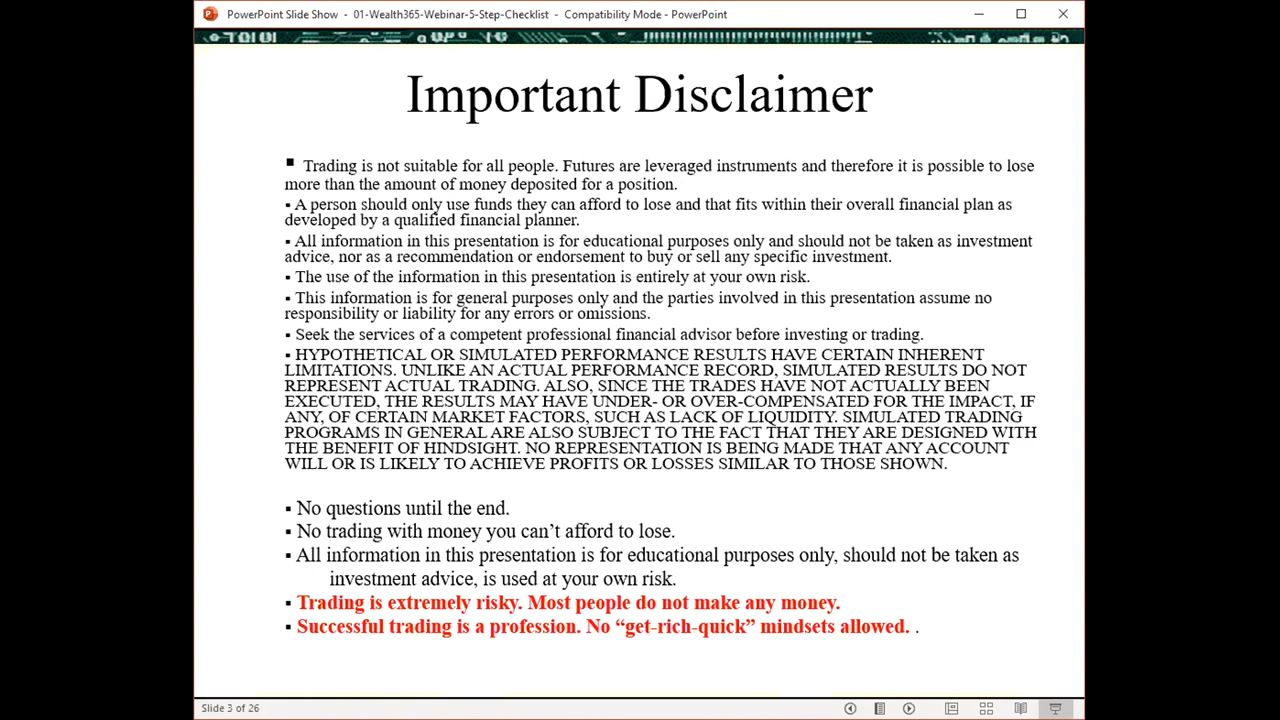 PowerPoint Slide Show - 01-Wealth365-Webinar-5-Step-Checklist - Compatibility Mode - PowerPoint
Important Disclaimer
▪ Trading is not suitable for all people. Futures are leveraged instruments and therefore it is possible to lose
more than the amount of money deposited for a position.
▪ A person should only use funds they can afford to lose and that fits within their overall financial plan as
developed by a qualified financial planner.
▪ All information in this presentation is for educational purposes only and should not be taken as investment
advice, nor as a recommendation or endorsement to buy or sell any specific investment.
▪ The use of the information in this presentation is entirely at your own risk.
▪ This information is for general purposes only and the parties involved in this presentation assume no
responsibility or liability for any errors or omissions.
▪ Seek the services of a competent professional financial advisor before investing or trading.
▪ HYPOTHETICAL OR SIMULATED PERFORMANCE RESULTS HAVE CERTAIN INHERENT
LIMITATIONS. UNLIKE AN ACTUAL PERFORMANCE RECORD, SIMULATED RESULTS DO NOT
REPRESENT ACTUAL TRADING. ALSO, SINCE THE TRADES HAVE NOT ACTUALLY BEEN
EXECUTED, THE RESULTS MAY HAVE UNDER- OR OVER-COMPENSATED FOR THE IMPACT, IF
ANY, OF CERTAIN MARKET FACTORS, SUCH AS LACK OF LIQUIDITY. SIMULATED TRADING
PROGRAMS IN GENERAL ARE ALSO SUBJECT TO THE FACT THAT THEY ARE DESIGNED WITH
THE BENEFIT OF HINDSIGHT. NO REPRESENTATION IS BEING MADE THAT ANY ACCOUNT
WILL OR IS LIKELY TO ACHIEVE PROFITS OR LOSSES SIMILAR TO THOSE SHOWN.
▪ No questions until the end.
▪ No trading with money you can’t afford to lose.
▪ All information in this presentation is for educational purposes only, should not be taken as
investment advice, is used at your own risk.
▪ Trading is extremely risky. Most people do not make any money.
▪ Successful trading is a profession. No “get-rich-quick” mindsets allowed. .
Slide 3 of 26